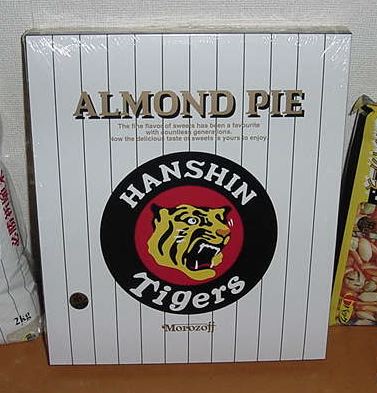 ALMOND PIE
The fine flavor of sweets has been a favourite
with countless generations.
Now the delicious taste of sweets is yours to enjoy
HANSHIN
Tigers
Morozoff
2kg